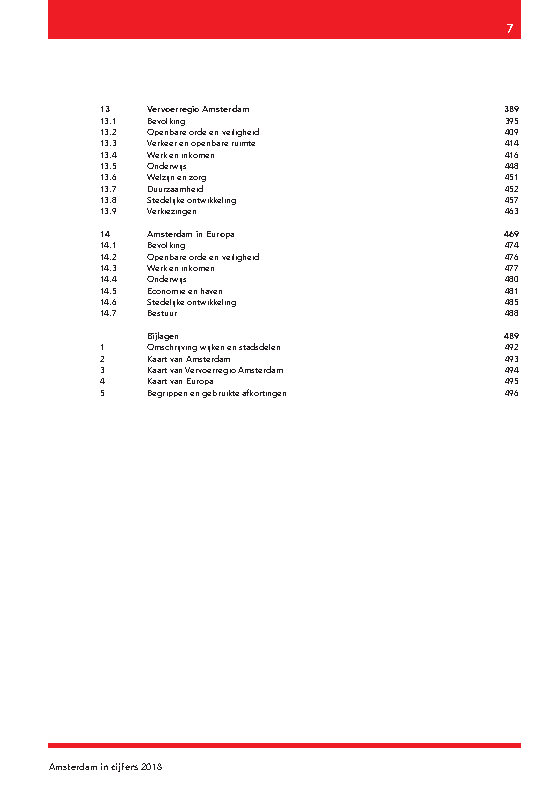 7
13 Vervoerregio Amsterdam 389
13.1 Bevolking 395
13.2 Openbare orde en veiligheid 409
13.3 Verkeer en openbare ruimte 414
13.4 Werk en inkomen 416
13.5 Onderwijs 448
13.6 Welzijn en zorg 451
13.7 Duurzaamheid 452
13.8 Stedelijke ontwikkeling 457
13.9 Verkiezingen 463
14 Amsterdam in Europa 469
14.1 Bevolking 474
14.2 Openbare orde en veiligheid 476
14.3 Werk en inkomen 477
14.4 Onderwijs 480
14.5 Economie en haven 481
14.6 Stedelijke ontwikkeling 485
14.7 Bestuur 488
Bijlagen 489
1 Omschrijving wijken en stadsdelen 492
2 Kaart van Amsterdam 493
3 Kaart van Vervoerregio Amsterdam 494
4 Kaart van Europa 495
5 Begrippen en gebruikte afkortingen 496
Amsterdam in cijfers 2018